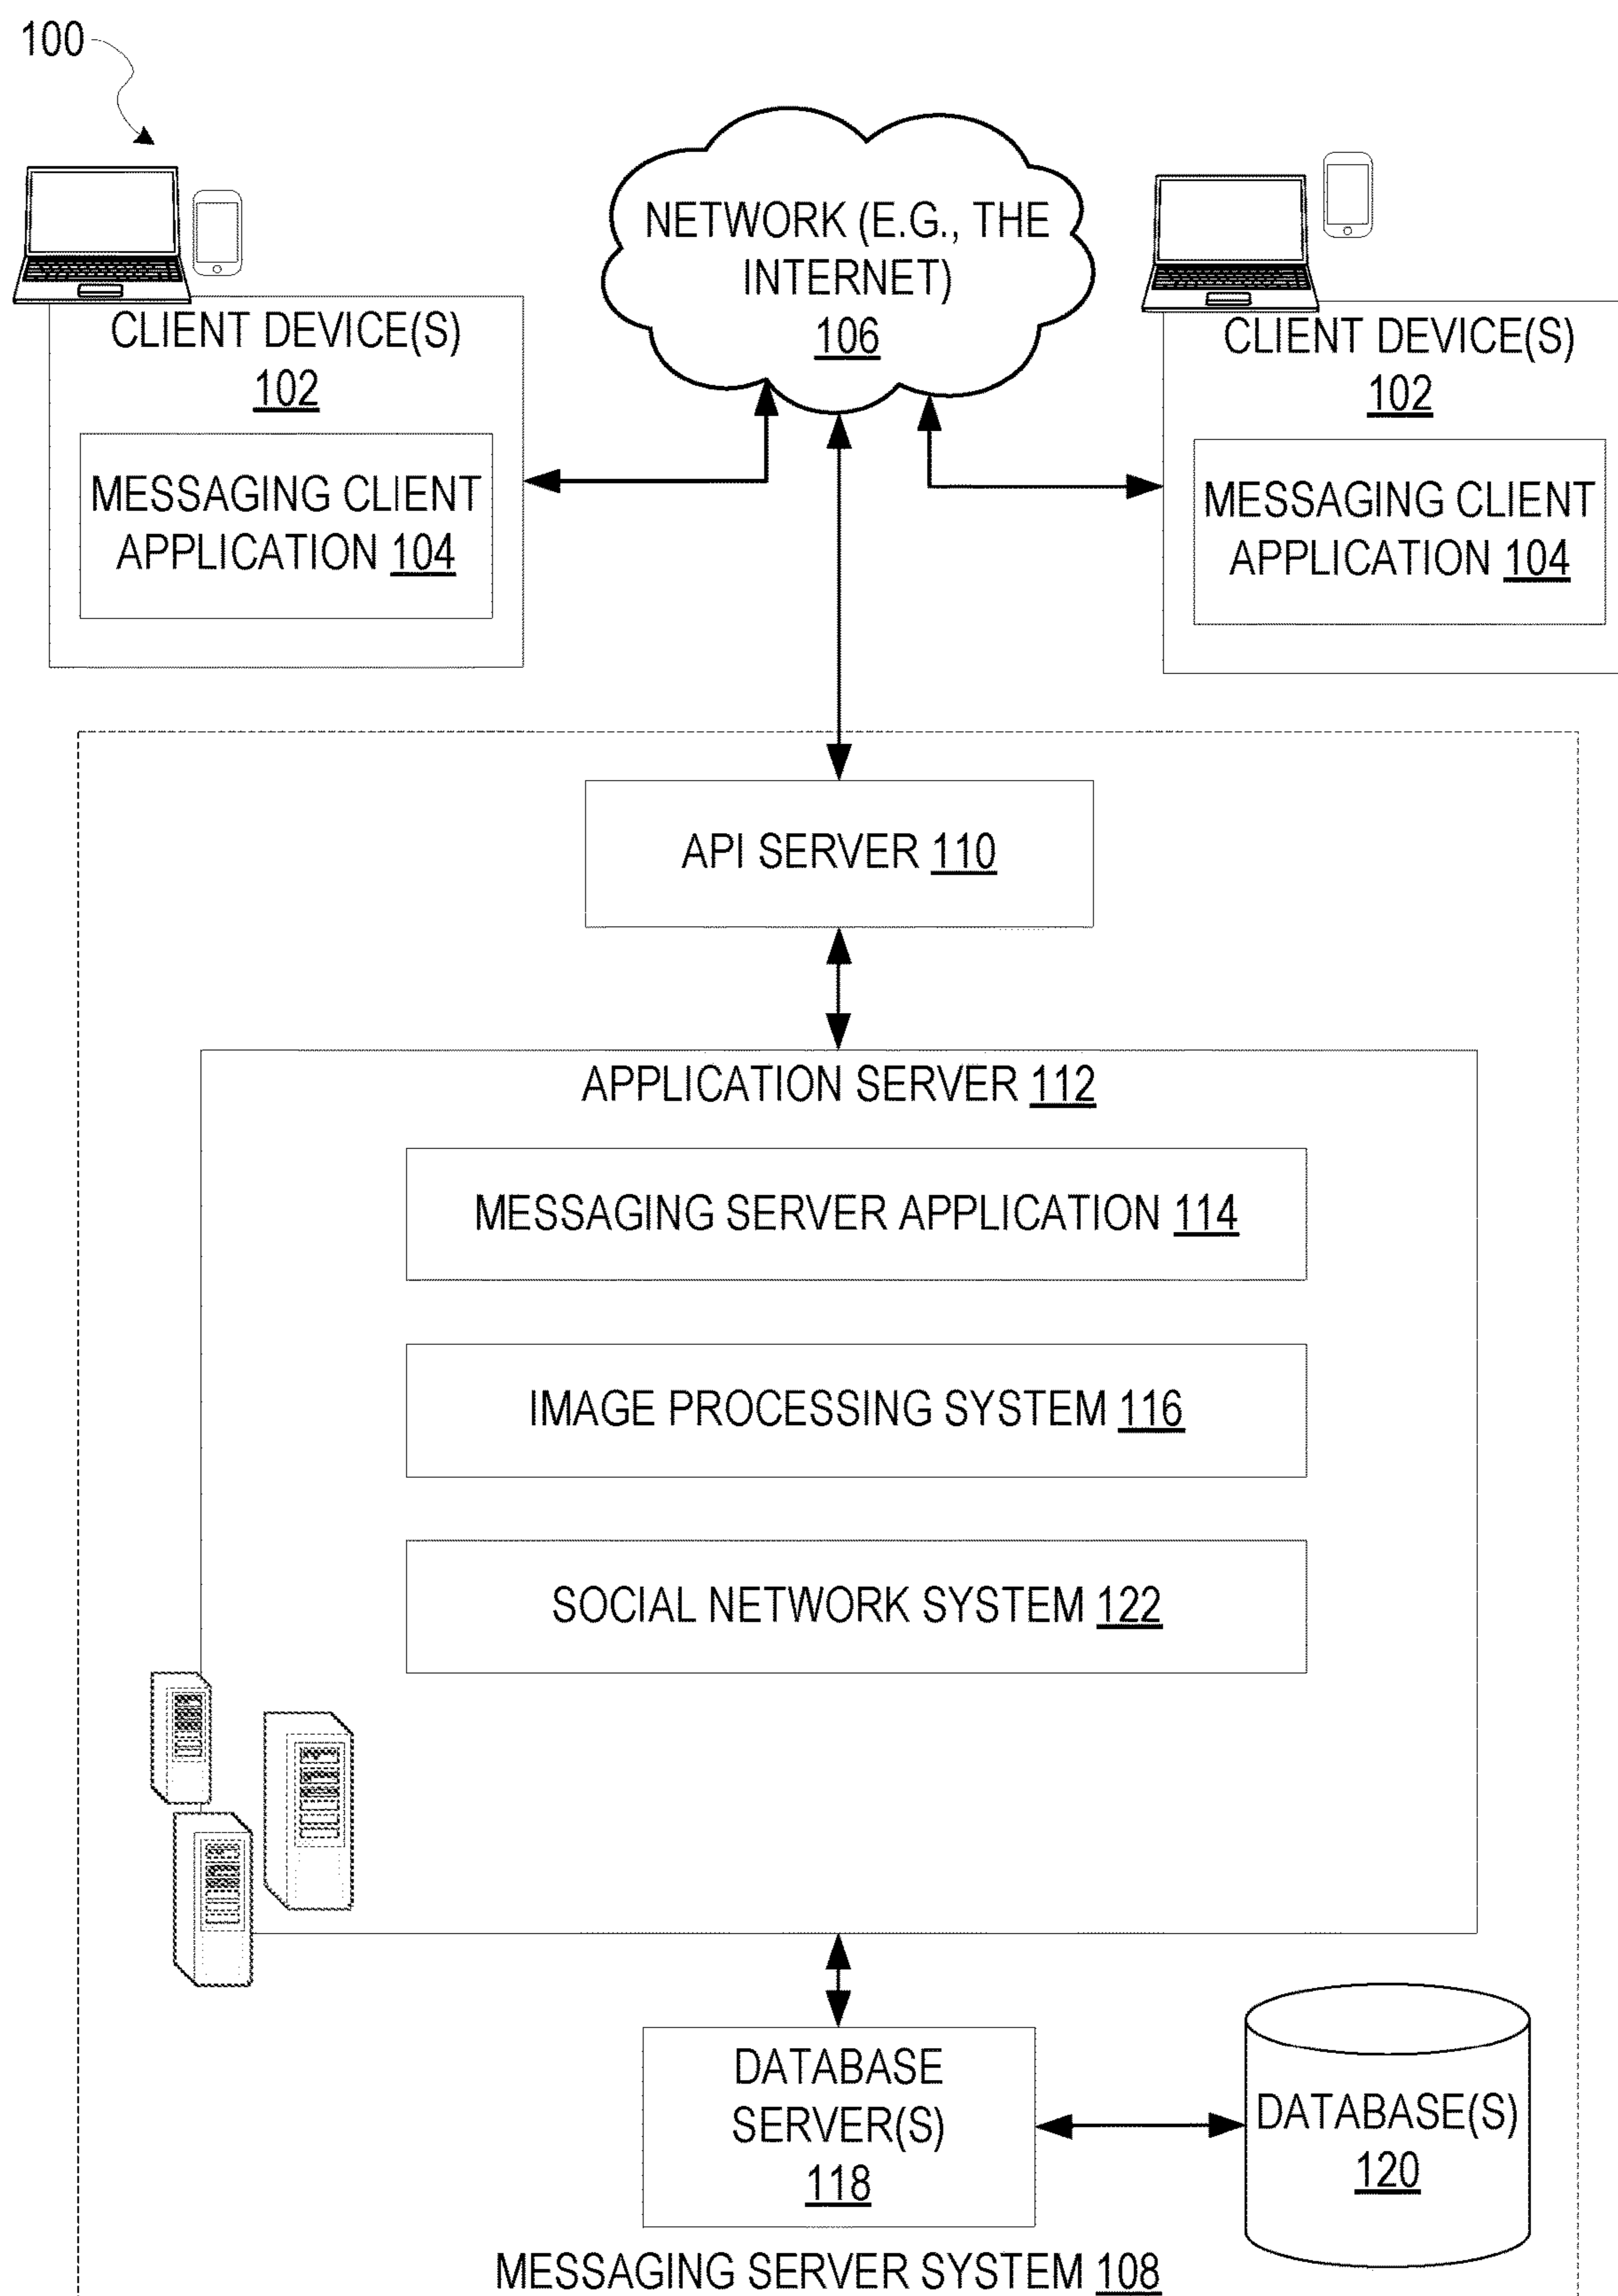 100
NETWORK (E.G., THE
INTERNET)
106
CLIENT DEVICE(S)
102
MESSAGING CLIENT
APPLICATION 104
CLIENT DEVICE(S)
102
MESSAGING CLIENT
APPLICATION 104
API SERVER 110
APPLICATION SERVER 112
MESSAGING SERVER APPLICATION 114
IMAGE PROCESSING SYSTEM 116
SOCIAL NETWORK SYSTEM 122
DATABASE
SERVER(S)
118
DATABASE(S)
120
MESSAGING SERVER SYSTEM 108